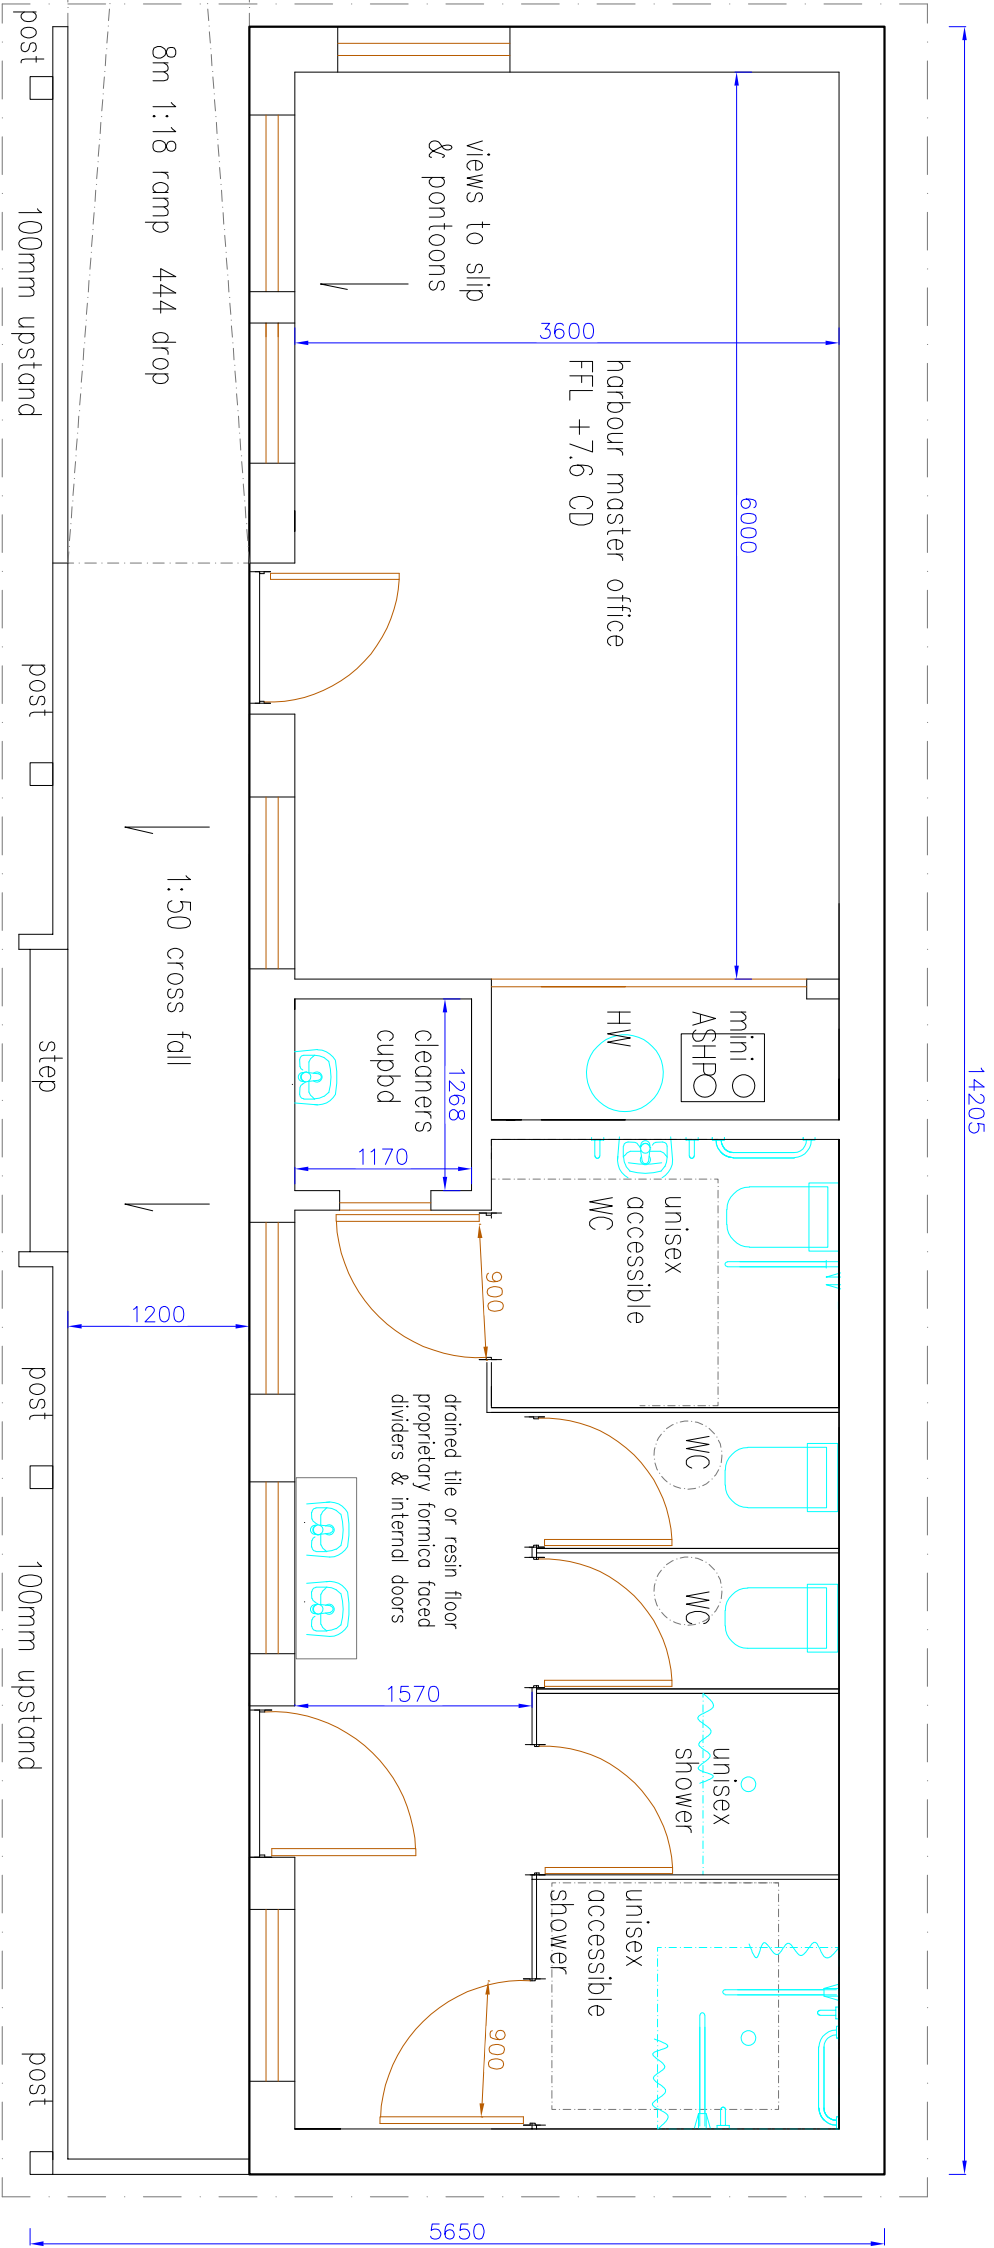 14205
6000
3600
harbour master office
FFL +7.6 CD
views to slip
& pontoons
8m 1:18 ramp 444 drop
post
100mm upstand
mini
ASHP
HW
cleaners
cupbd
1268
1170
1:50 cross fall
post
step
unisex
accessible
WC
900
1200
WC
WC
drained tile or resin floor
proprietary formica faced
dividers & internal doors
1570
post
100mm upstand
unisex
shower
unisex
accessible
shower
900
post
5650